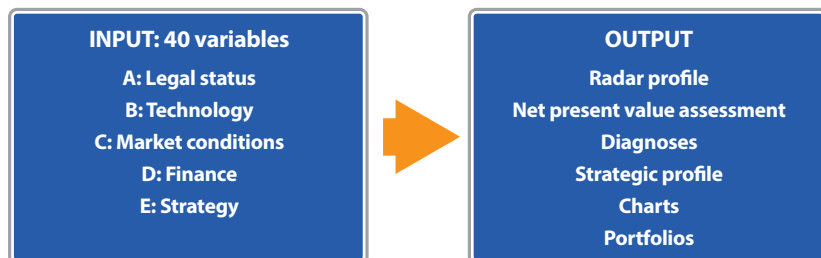 INPUT: 40 variables
A: Legal status
B: Technology
C: Market conditions
D: Finance
E: Strategy
OUTPUT
Radar profile
Net present value assessment
Diagnoses
Strategic profile
Charts
Portfolios